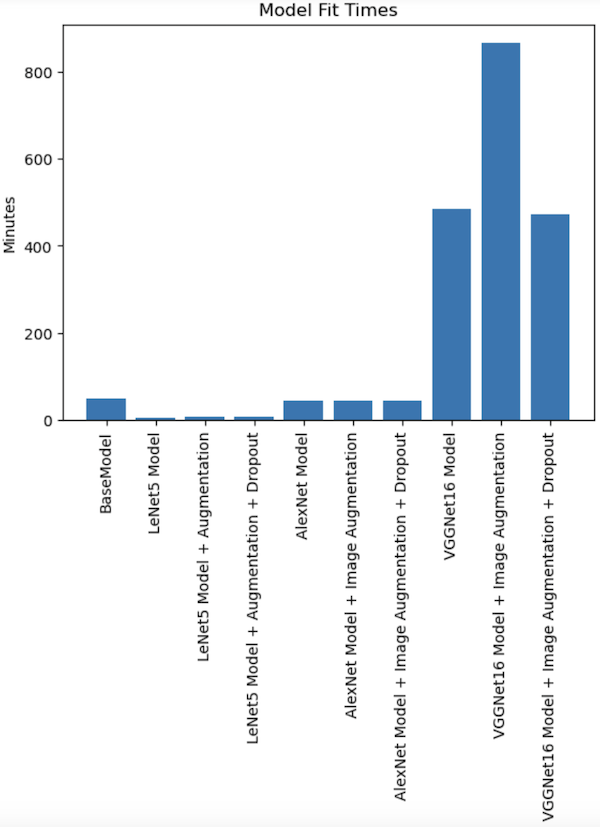 Model Fit Times
Minutes
800
600
400
200
0
BaseModel
LeNet5 Model
LeNet5 Model + Augmentation
LeNet5 Model + Augmentation + Dropout
AlexNet Model
AlexNet Model + Image Augmentation
AlexNet Model + Image Augmentation + Dropout
VGGNet16 Model
VGGNet16 Model + Image Augmentation
VGGNet16 Model + Image Augmentation + Dropout